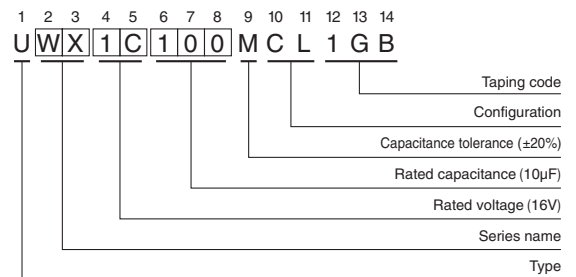 1 2 3 4 5 6 7 8 9 10 11 12 13 14
U W X 1 C 1 0 0 M C L 1 G B
Taping code
Configuration
Capacitance tolerance (±20%)
Rated capacitance (10µF)
Rated voltage (16V)
Series name
Type